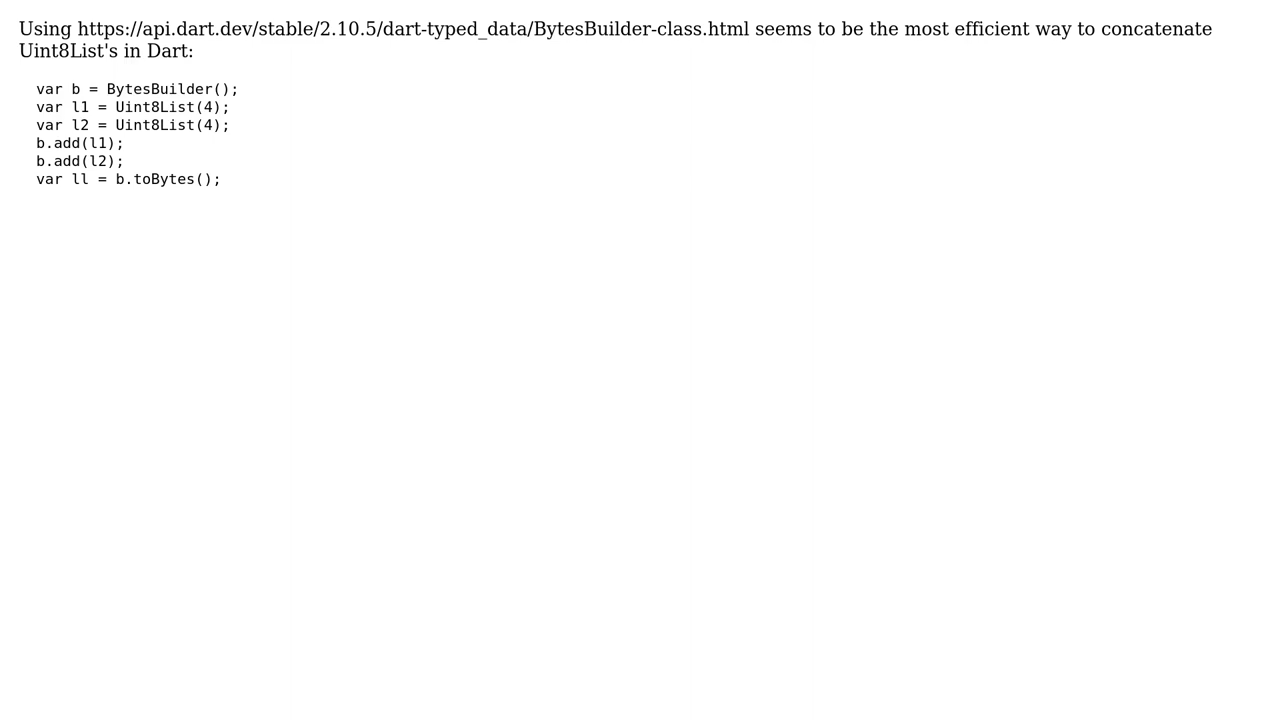 Using https://api.dart.dev/stable/2.10.5/dart-typed_data/BytesBuilder-class.html seems to be the most efficient way to concatenate
Uint8List's in Dart:
var b = BytesBuilder();
var l1 = Uint8List(4);
var l2 = Uint8List(4);
b.add(l1);
b.add(l2);
var ll = b.toBytes();